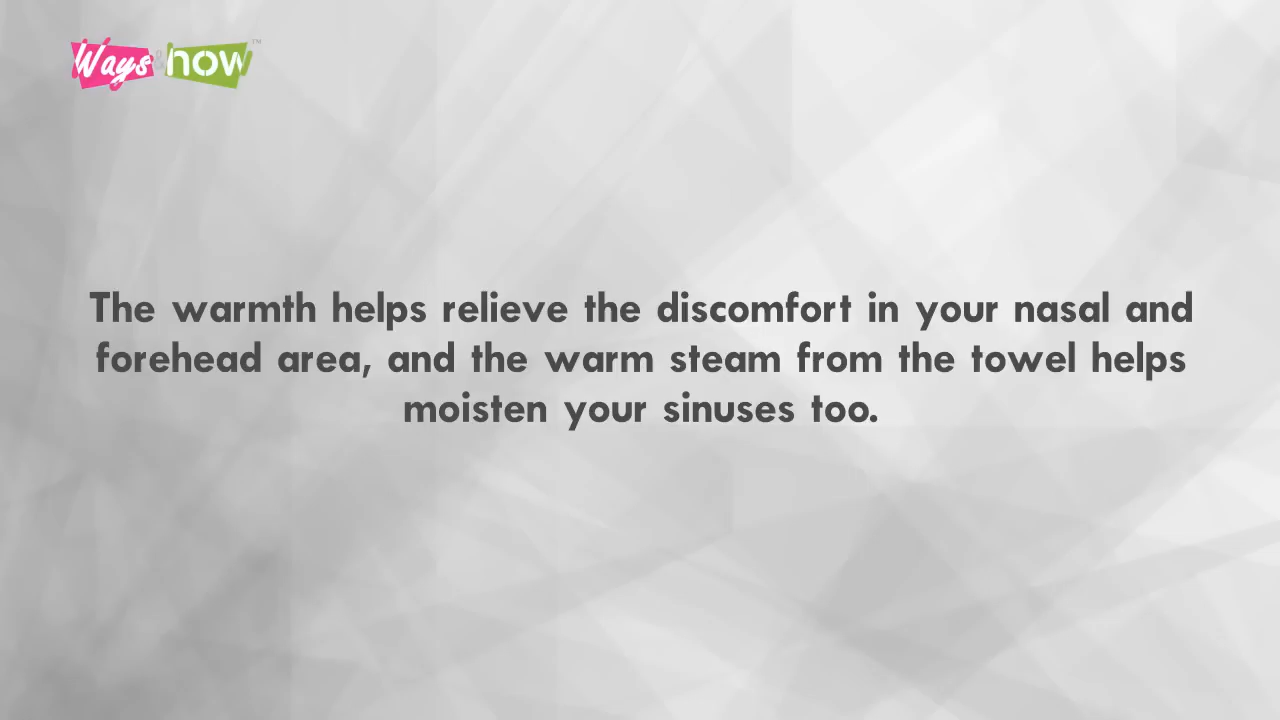 Ways & how™
The warmth helps relieve the discomfort in your nasal and
forehead area, and the warm steam from the towel helps
moisten your sinuses too.